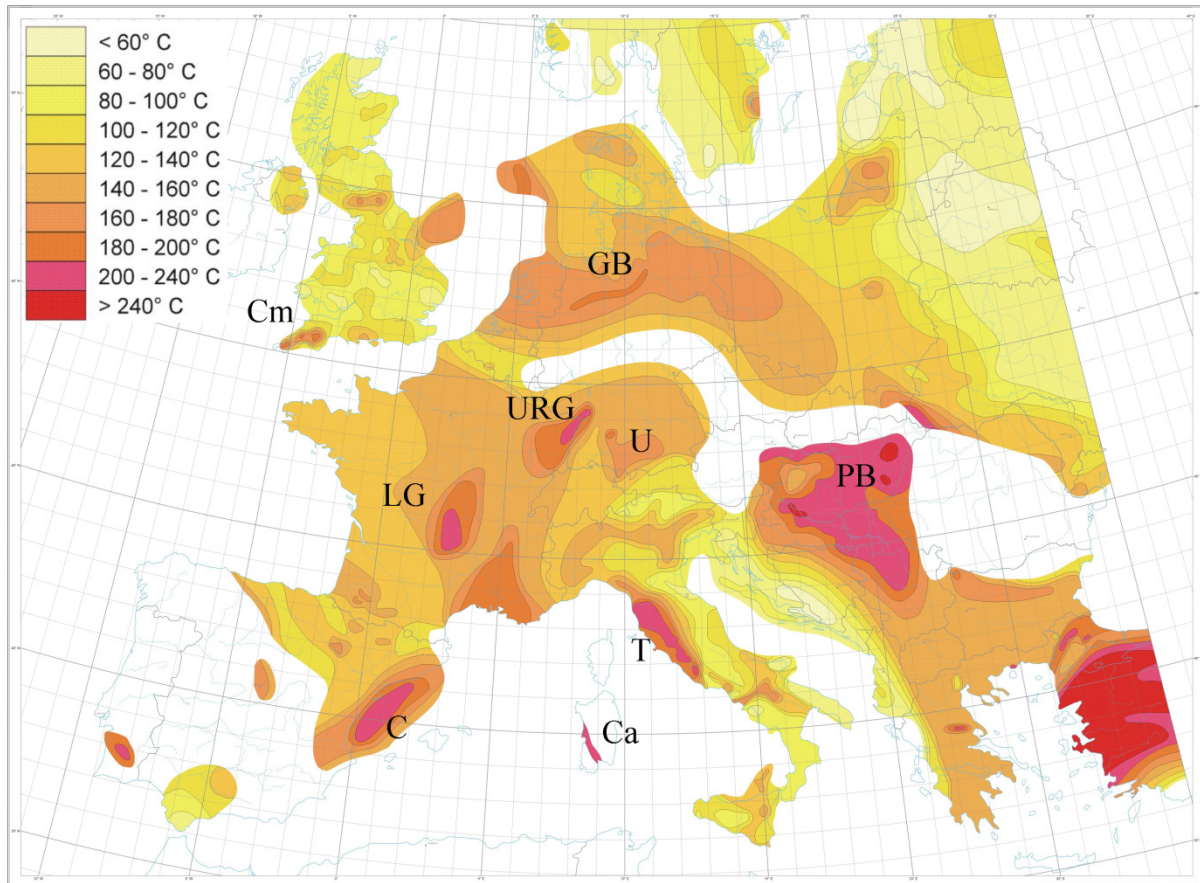 < 60° C
60 - 80° C
80 - 100° C
100 - 120° C
120 - 140° C
140 - 160° C
160 - 180° C
180 - 200° C
200 - 240° C
> 240° C
GB
Cm
URG
U
PB
LG
T
C
Ca